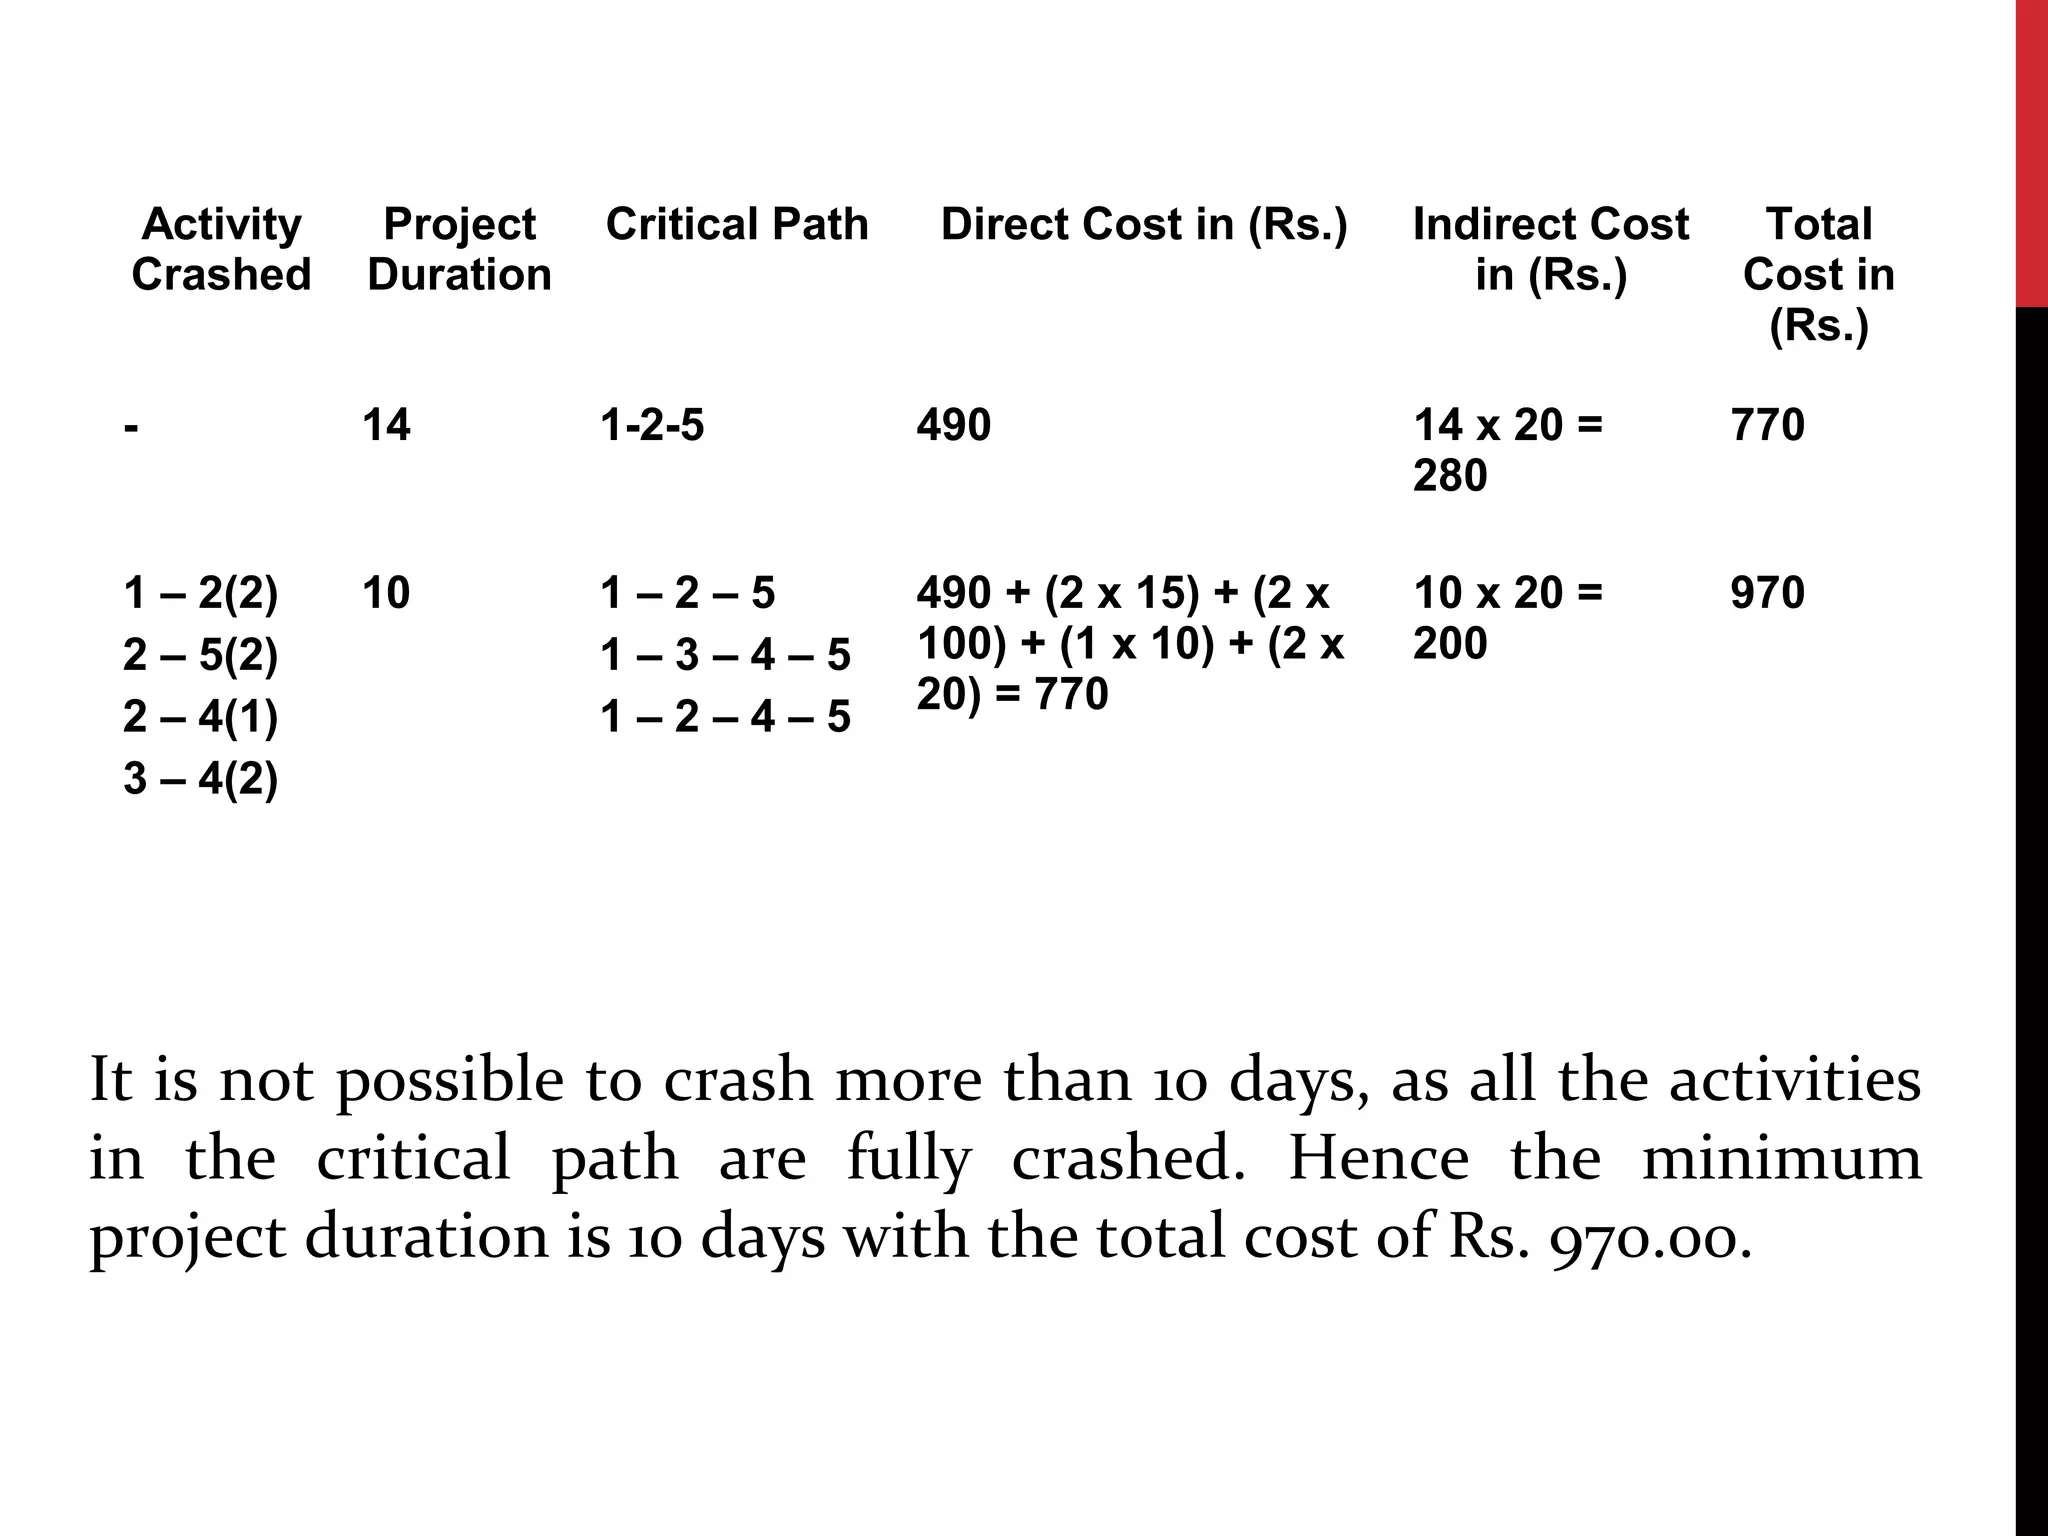 Activity Crashed
Project Duration
Critical Path
Direct Cost in (Rs.)
Indirect Cost in (Rs.)
Total Cost in (Rs.)
-
14
1-2-5
490
14 x 20 =
280
770
1 – 2(2)
2 – 5(2)
2 – 4(1)
3 – 4(2)
10
1 – 2 – 5
1 – 3 – 4 – 5
1 – 2 – 4 – 5
490 + (2 x 15) + (2 x
100) + (1 x 10) + (2 x
20) = 770
10 x 20 =
200
970
It is not possible to crash more than 10 days, as all the activities
in the critical path are fully crashed. Hence the minimum
project duration is 10 days with the total cost of Rs. 970.00.